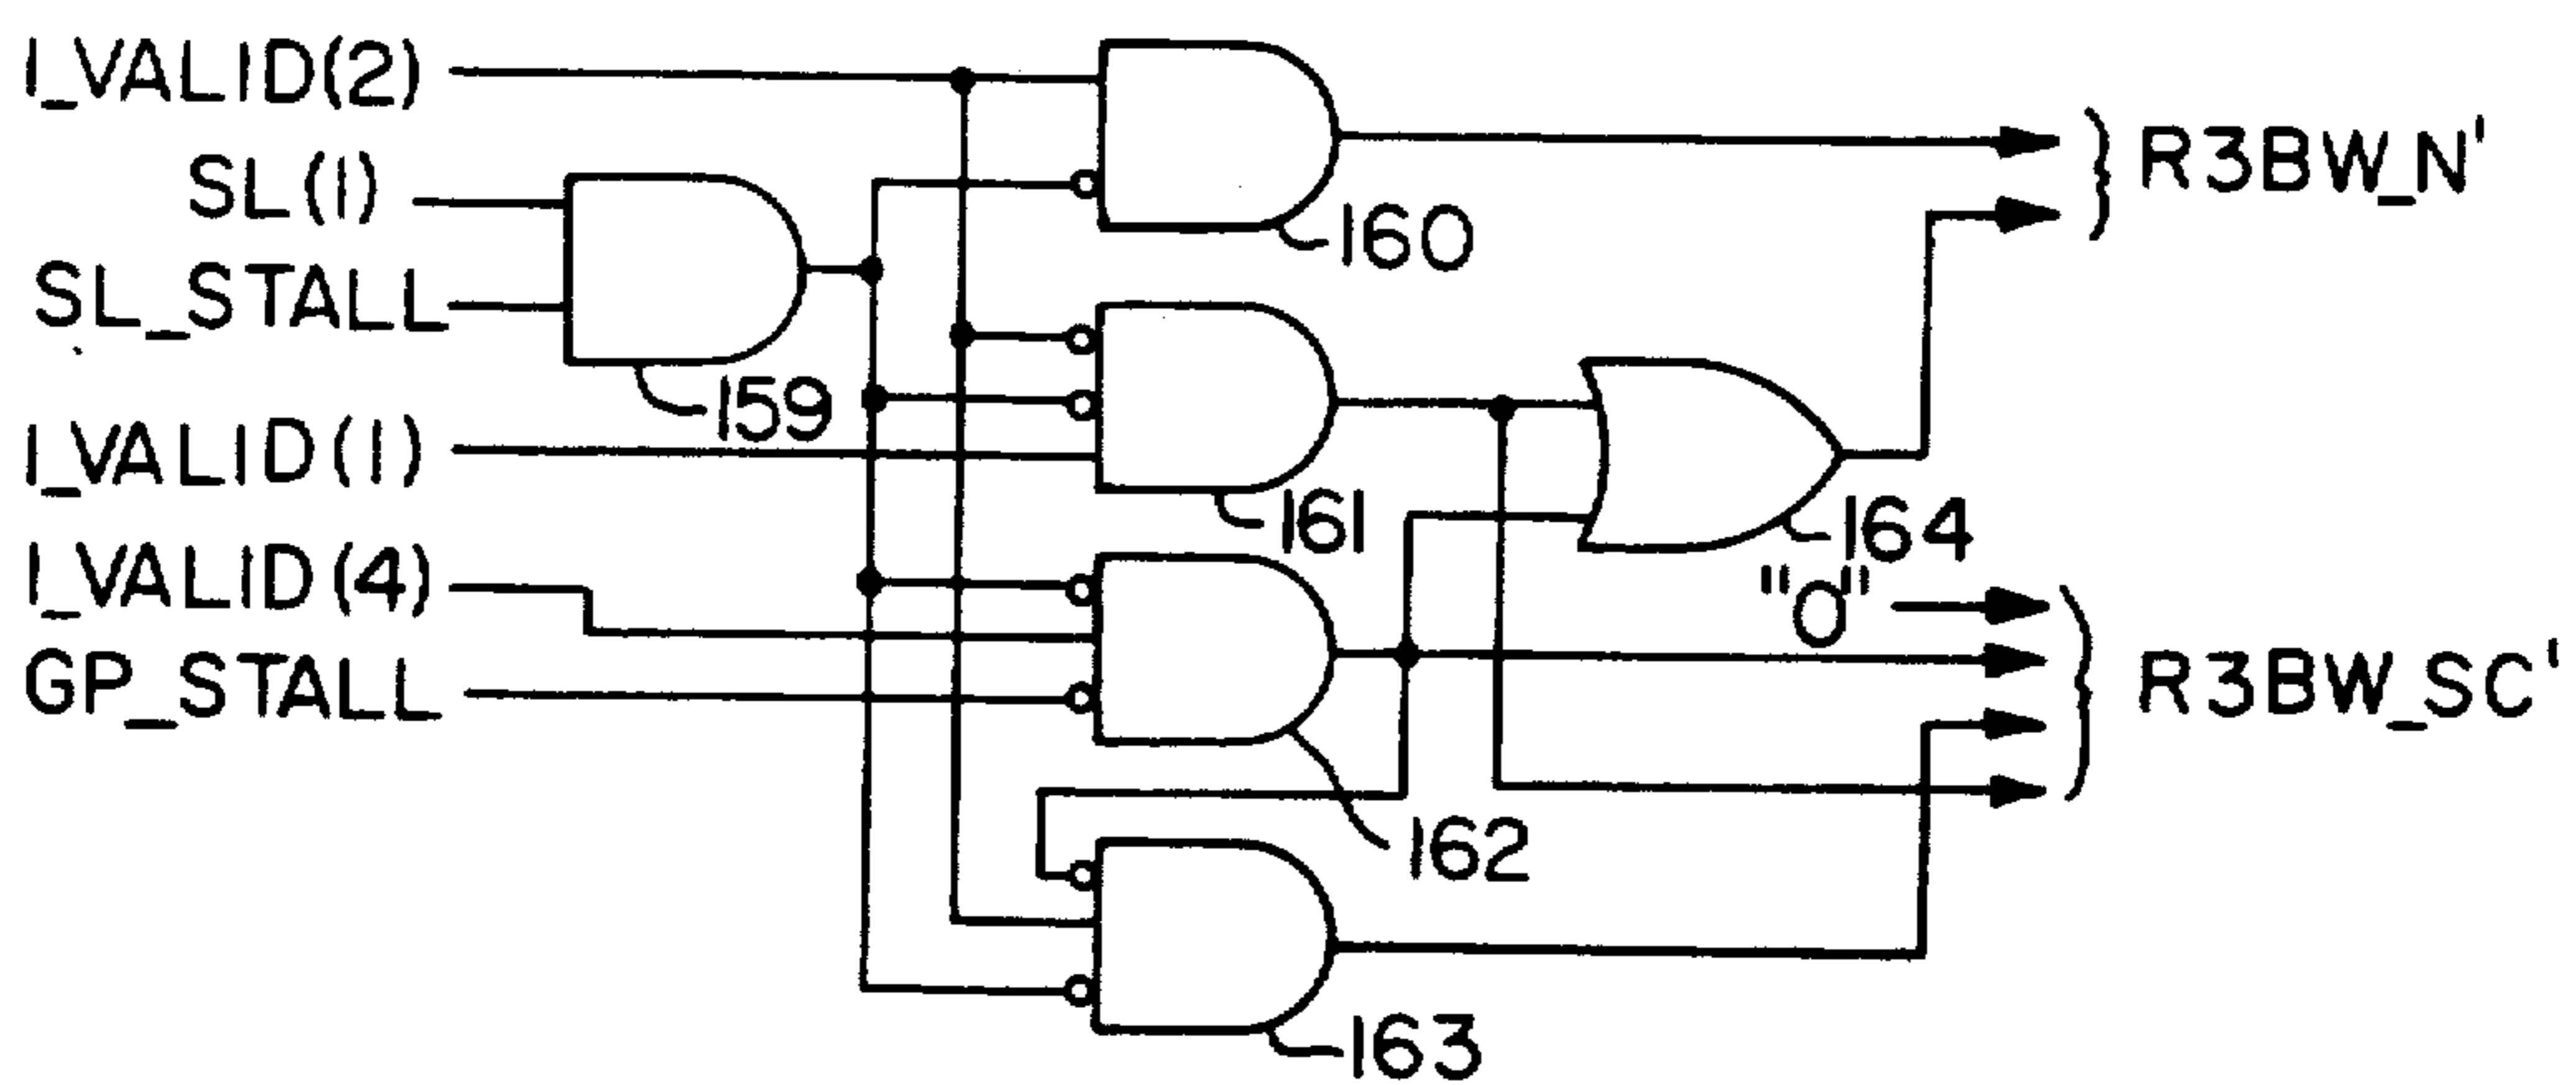 I_VALID(2)
SL(1)
SL_STALL
I_VALID(1)
I_VALID(4)
GP_STALL
159
160
161
162
163
164
"0"
R3BW_N'
R3BW_SC'